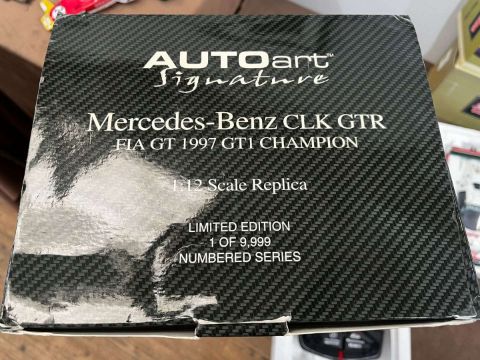 AUTOart™
Signature
Mercedes-Benz CLK GTR
FIA GT 1997 GT1 CHAMPION
1:12 Scale Replica
LIMITED EDITION
1 OF 9,999
NUMBERED SERIES